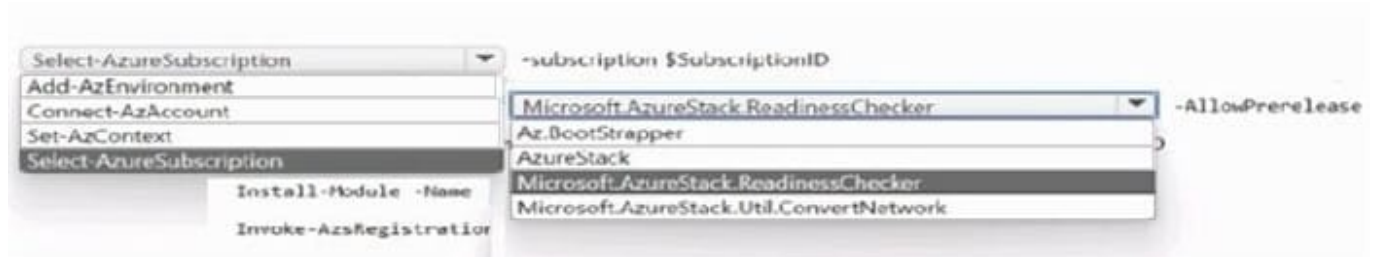 Select-AzureSubscription -subscription $SubscriptionID
Add-AzEnvironment
Connect-AzAccount
Set-AzContext
Select-AzureSubscription
Microsoft.AzureStack.ReadinessChecker -AllowPrerelease
Az.BootStrapper
AzureStack
Microsoft.AzureStack.ReadinessChecker
Microsoft.AzureStack.Util.ConvertNetwork
Install-Module -Name
Invoke-AzsRegistration